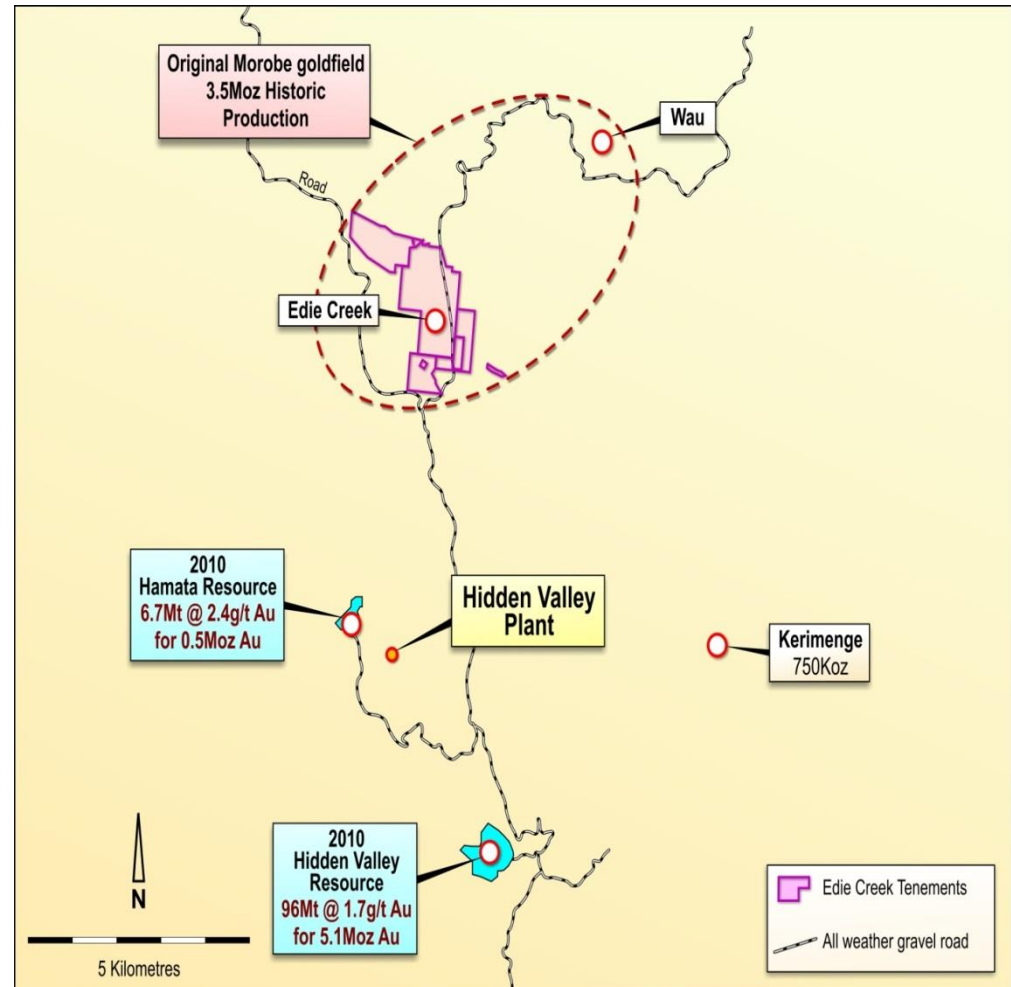 Original Morobe goldfield
3.5Moz Historic
Production
Wau
Road
Edie Creek
2010
Hamata Resource
6.7Mt @ 2.4g/t Au
for 0.5Moz Au
Hidden Valley
Plant
Kerimenge
750Koz
2010
Hidden Valley
Resource
96Mt @ 1.7g/t Au
for 5.1Moz Au
N
5 Kilometres
Edie Creek Tenements
All weather gravel road